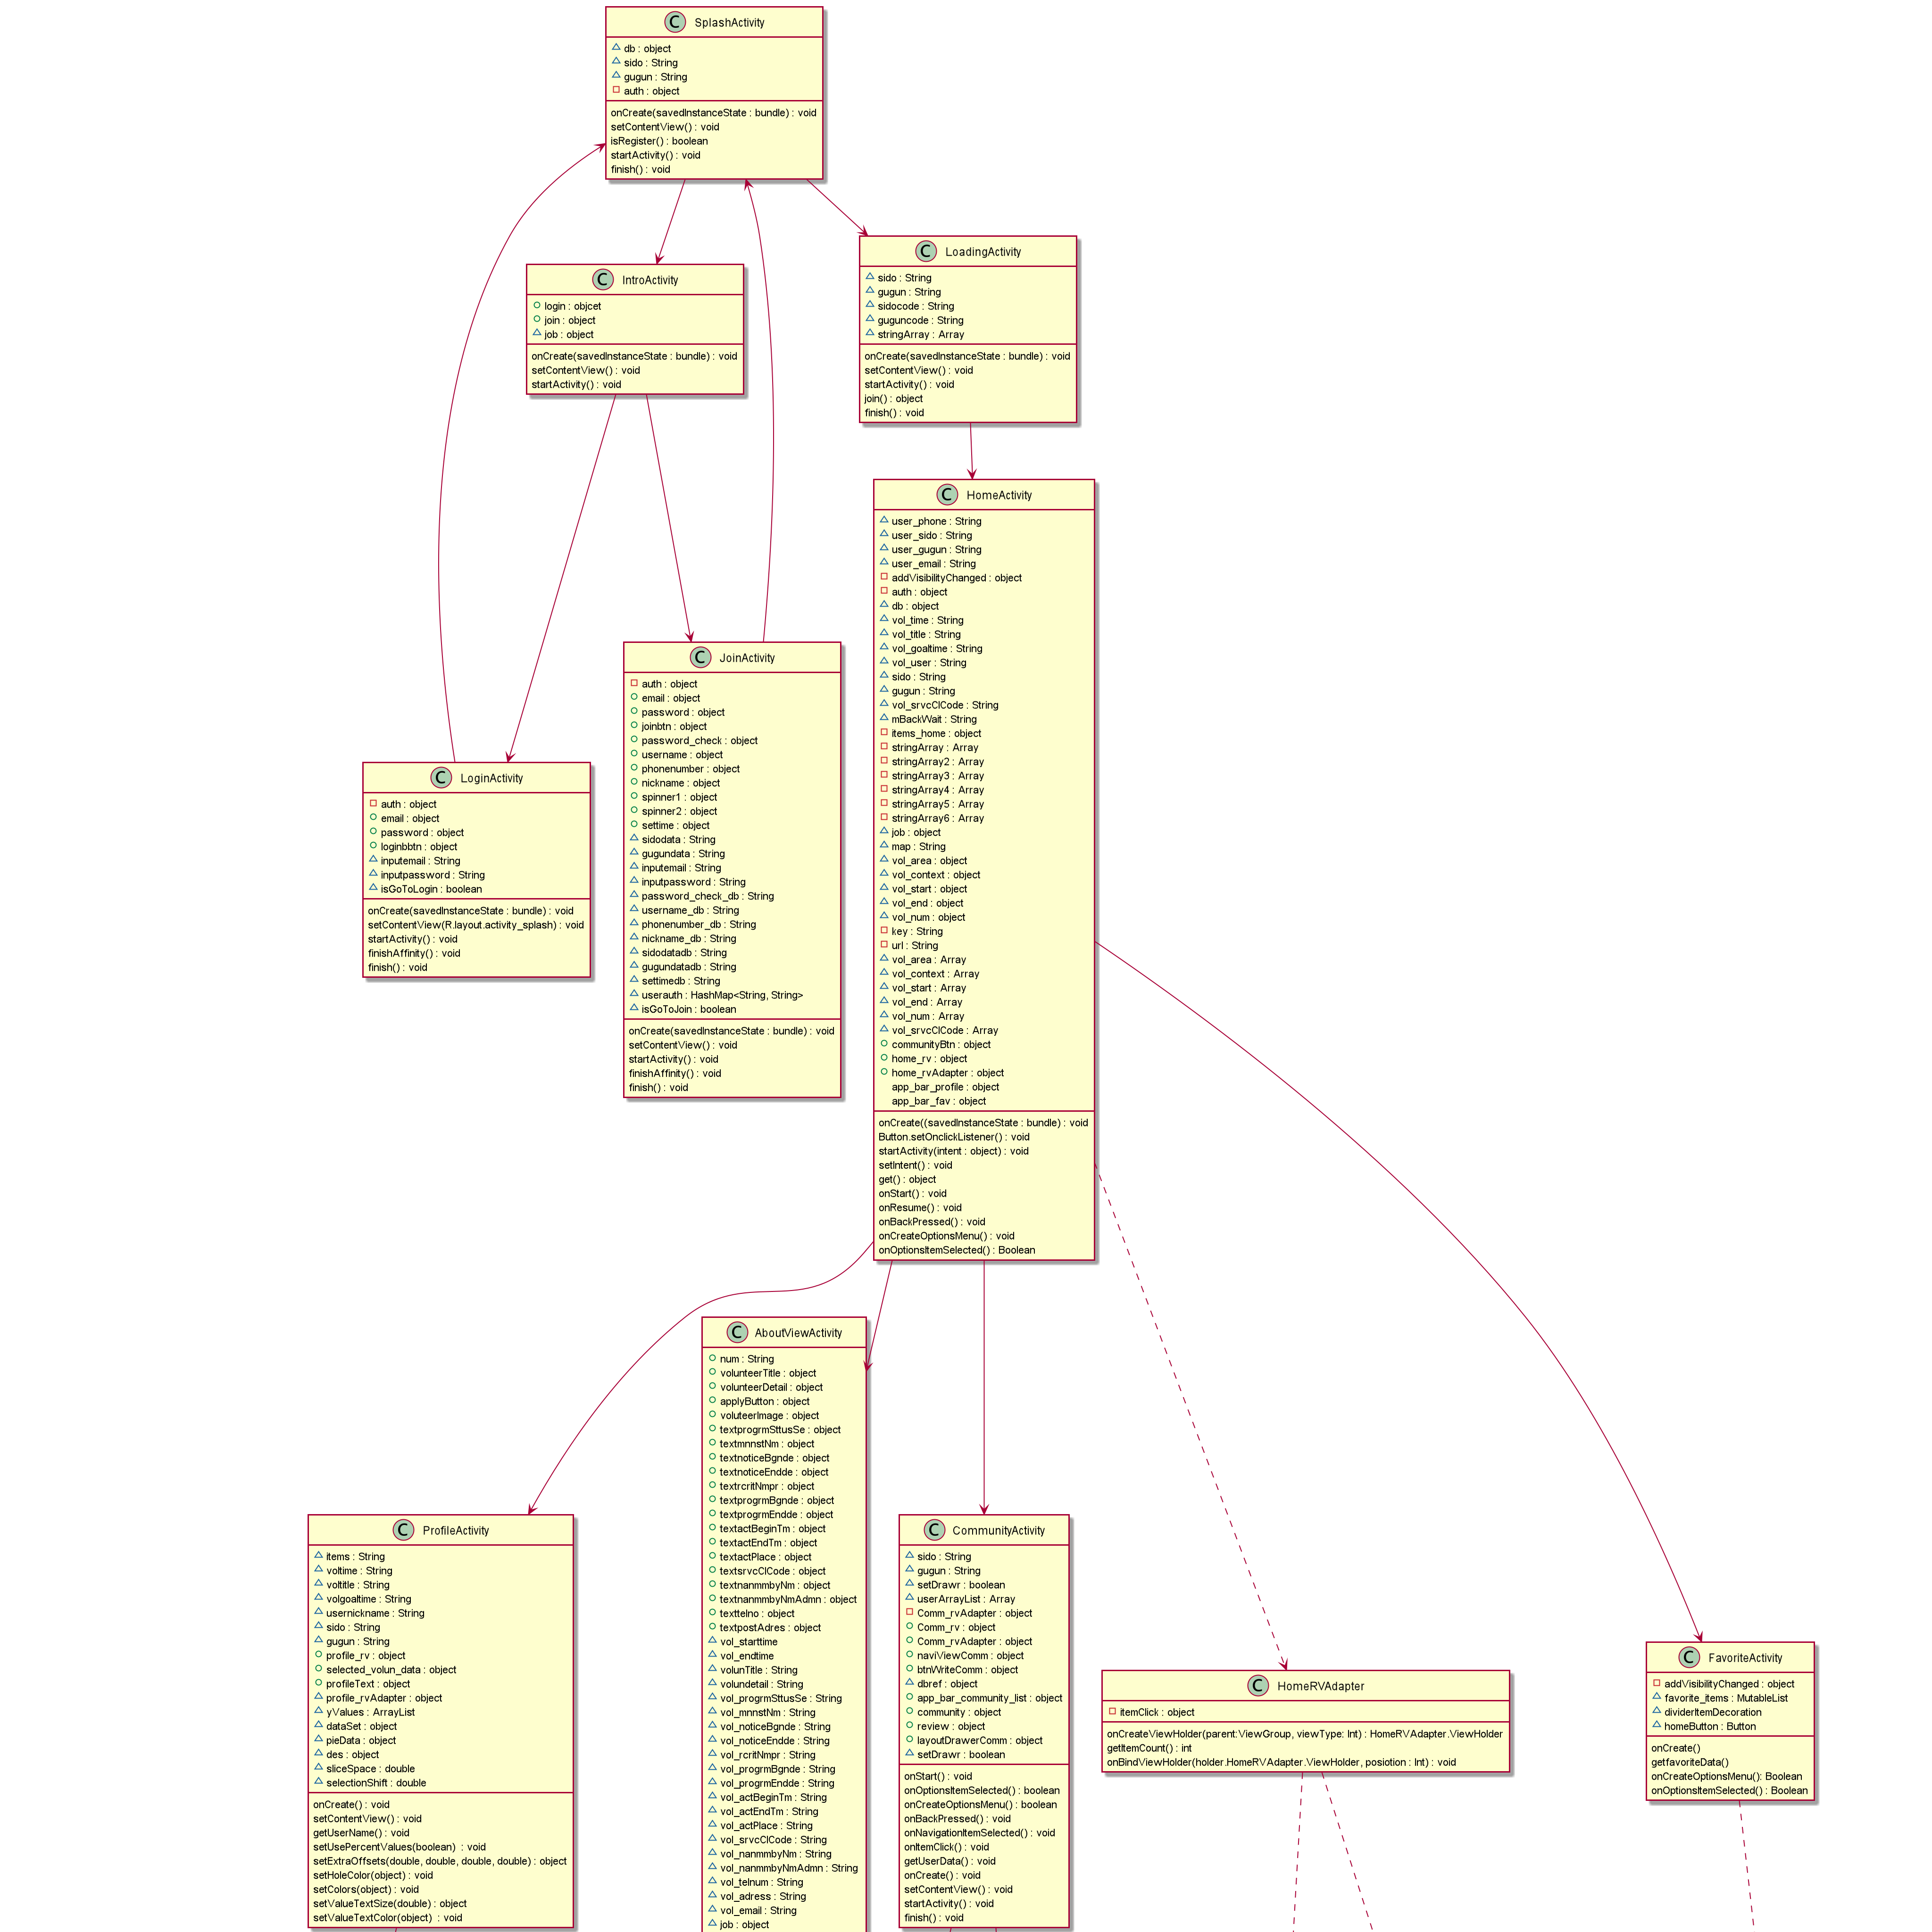 C SplashActivity
db : object
sido : String
gugun : String
auth : object
onCreate(savedInstanceState : bundle) : void
setContentView() : void
isRegister() : boolean
startActivity() : void
finish() : void
C IntroActivity
login : objcet
join : object
job : object
onCreate(savedInstanceState : bundle) : void
setContentView() : void
startActivity() : void
C LoadingActivity
sido : String
gugun : String
sidocode : String
guguncode : String
stringArray : Array
onCreate(savedInstanceState : bundle) : void
setContentView() : void
startActivity() : void
join() : object
finish() : void
C HomeActivity
user_phone : String
user_sido : String
user_gugun : String
user_email : String
addVisibilityChanged : object
auth : object
db : object
vol_time : String
vol_title : String
vol_goaltime : String
vol_user : String
sido : String
gugun : String
vol_srvcClCode : String
mBackWait : String
items_home : object
stringArray : Array
stringArray2 : Array
stringArray3 : Array
stringArray4 : Array
stringArray5 : Array
stringArray6 : Array
job : object
map : String
vol_area : object
vol_context : object
vol_start : object
vol_end : object
vol_num : object
key : String
url : String
vol_area : Array
vol_context : Array
vol_start : Array
vol_end : Array
vol_num : Array
vol_srvcClCode : Array
communityBtn : object
home_rv : object
home_rvAdapter : object
app_bar_profile : object
app_bar_fav : object
onCreate((savedInstanceState : bundle) : void
Button.setOnclickListener() : void
startActivity(intent : object) : void
setIntent() : void
get() : object
onStart() : void
onResume() : void
onBackPressed() : void
onCreateOptionsMenu() : void
onOptionsItemSelected() : Boolean
C JoinActivity
auth : object
email : object
password : object
joinbtn : object
password_check : object
username : object
phonenumber : object
nickname : object
spinner1 : object
spinner2 : object
settime : object
sidodata : String
gugundata : String
inputemail : String
inputpassword : String
password_check_db : String
username_db : String
phonenumber_db : String
nickname_db : String
sidodatadb : String
gugundatadb : String
settimedb : String
userauth : HashMap<String, String>
isGoToJoin : boolean
onCreate(savedInstanceState : bundle) : void
setContentView() : void
startActivity() : void
finishAffinity() : void
finish() : void
C LoginActivity
auth : object
email : object
password : object
loginbbtn : object
inputemail : String
inputpassword : String
isGoToLogin : boolean
onCreate(savedInstanceState : bundle) : void
setContentView(R.layout.activity_splash) : void
startActivity() : void
finishAffinity() : void
finish() : void
C ProfileActivity
items : String
voltime : String
voltitle : String
volgoaltime : String
usernickname : String
sido : String
gugun : String
profile_rv : object
selected_volun_data : object
profileText : object
profile_rvAdapter : object
yValues : ArrayList
dataSet : object
pieData : object
des : object
sliceSpace : double
selectionShift : double
onCreate() : void
setContentView() : void
getUserName() : void
setUsePercentValues(boolean) : void
setExtraOffsets(double, double, double, double) : object
setHoleColor(object) : void
setColors(object) : void
setValueTextSize(double) : object
setValueTextColor(object) : void
C AboutViewActivity
num : String
volunteerTitle : object
volunteerDetail : object
applyButton : object
voluteerImage : object
textprogrmSttusSe : object
textmnnstNm : object
textnoticeBgnde : object
textnoticeEndde : object
textrcritNmpr : object
textprogrmBgnde : object
textprogrmEndde : object
textactBeginTm : object
textactEndTm : object
textactPlace : object
textsrvcClCode : object
textnanmmbyNm : object
textnanmmbyNmAdmn : object
texttelno : object
textpostAdres : object
vol_starttime
vol_endtime
volunTitle : String
volundetail : String
vol_progrmSttusSe : String
vol_mnnstNm : String
vol_noticeBgnde : String
vol_noticeEndde : String
vol_rcritNmpr : String
vol_progrmBgnde : String
vol_progrmEndde : String
vol_actBeginTm : String
vol_actEndTm : String
vol_actPlace : String
vol_srvcClCode : String
vol_nanmmbyNm : String
vol_nanmmbyNmAdmn : String
vol_telnum : String
vol_adress : String
vol_email : String
job : object
C CommunityActivity
sido : String
gugun : String
setDrawr : boolean
userArrayList : Array
Comm_rvAdapter : object
Comm_rv : object
Comm_rvAdapter : object
naviViewComm : object
btnWriteComm : object
dbref : object
app_bar_community_list : object
community : object
review : object
layoutDrawerComm : object
setDrawr : boolean
onStart() : void
onOptionsItemSelected() : boolean
onCreateOptionsMenu() : boolean
onBackPressed() : void
onNavigationItemSelected() : void
onItemClick() : void
getUserData() : void
onCreate() : void
setContentView() : void
startActivity() : void
finish() : void
C HomeRVAdapter
itemClick : object
onCreateViewHolder(parent:ViewGroup, viewType: Int) : HomeRVAdapter.ViewHolder
getItemCount() : int
onBindViewHolder(holder.HomeRVAdapter.ViewHolder, posiotion : Int) : void
C FavoriteActivity
addVisibilityChanged : object
favorite_items : MutableList
dividerItemDecoration
homeButton : Button
onCreate()
getfavoriteData()
onCreateOptionsMenu(): Boolean
onOptionsItemSelected() : Boolean